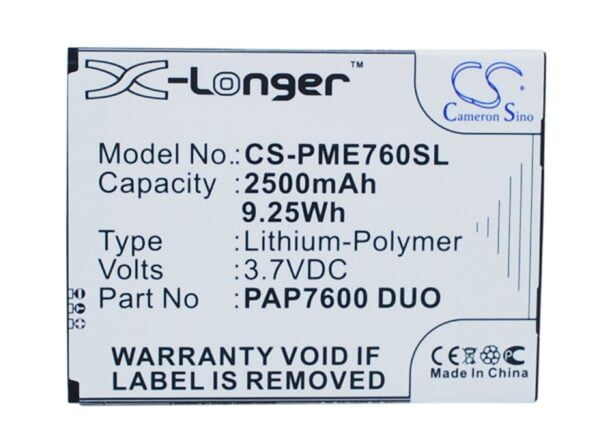 X-Longer™
CS
Cameron Sino
Model No.: CS-PME760SL
Capacity : 2500mAh
9.25Wh
Type : Lithium-Polymer
Volts : 3.7VDC
Part No : PAP7600 DUO
WARRANTY VOID IF
LABEL IS REMOVED
CE PC
Made In China